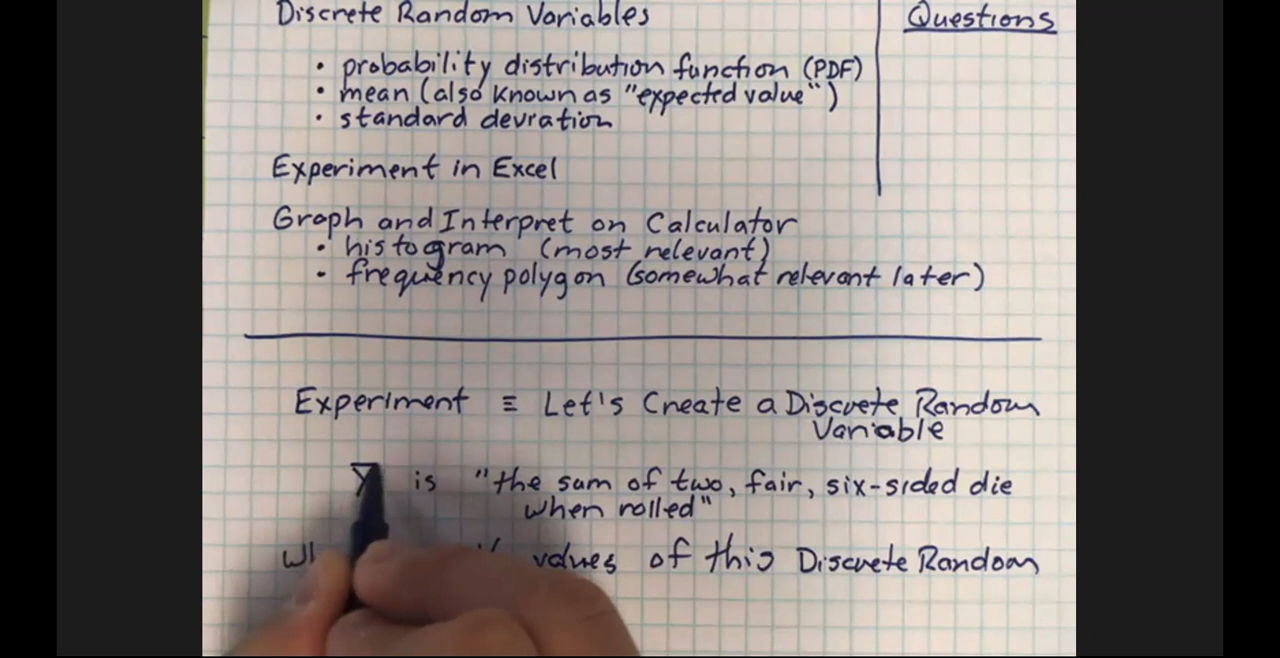 Discrete Random Variables
Questions
• probability distribution function (PDF)
• mean (also known as "expected value")
• standard deviation
Experiment in Excel
Graph and Interpret on Calculator
• histogram (most relevant)
• frequency polygon (somewhat relevant later)
Experiment ≡ Let's Create a Discrete Random
Variable
is "the sum of two, fair, six-sided die
when rolled"
values of this Discrete Random